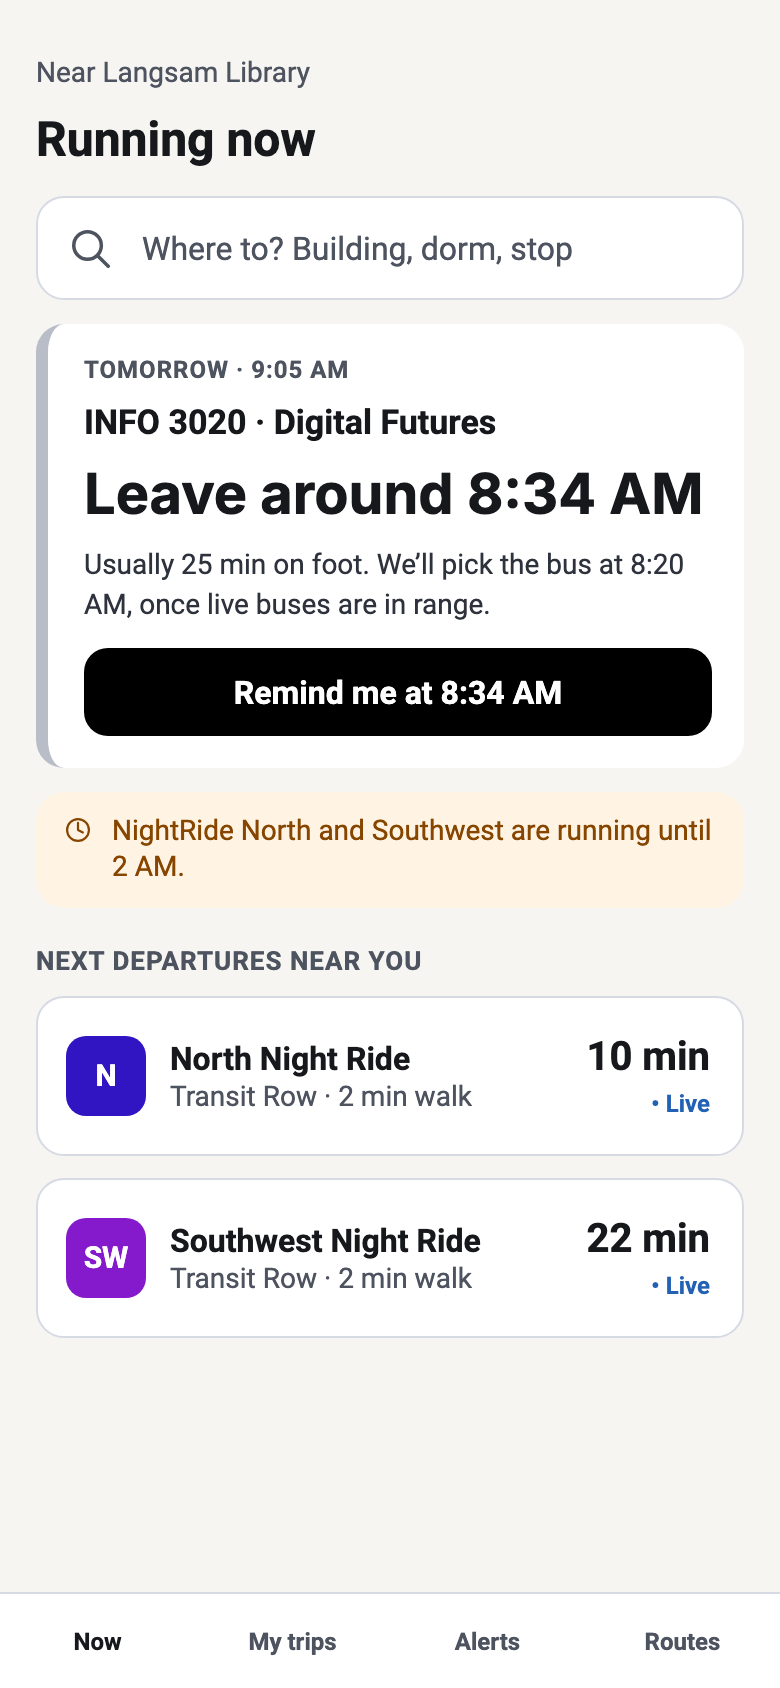 Near Langsam Library
Running now
Where to? Building, dorm, stop
TOMORROW · 9:05 AM
INFO 3020 · Digital Futures
Leave around 8:34 AM
Usually 25 min on foot. We’ll pick the bus at 8:20
AM, once live buses are in range.
Remind me at 8:34 AM
NightRide North and Southwest are running until
2 AM.
NEXT DEPARTURES NEAR YOU
N
North Night Ride
Transit Row · 2 min walk
10 min
• Live
SW
Southwest Night Ride
Transit Row · 2 min walk
22 min
• Live
Now
My trips
Alerts
Routes